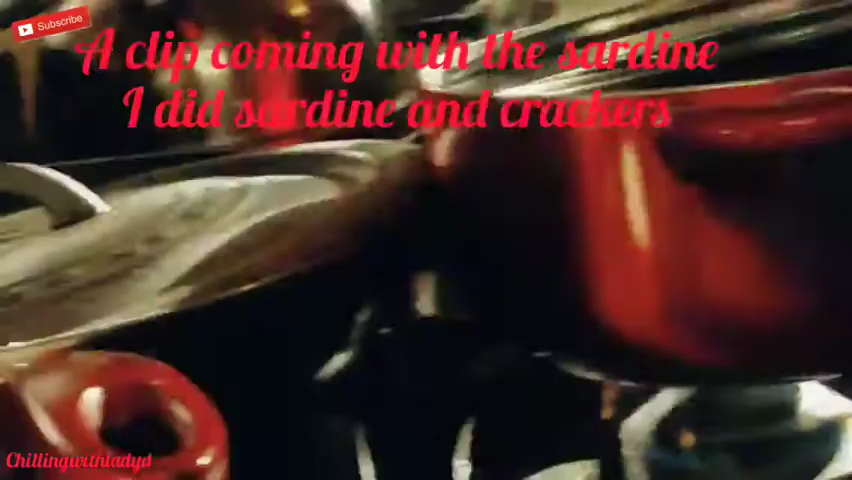 Subscribe
A clip coming with the sardine
I did sardine and crackers
Chillingwithladyd